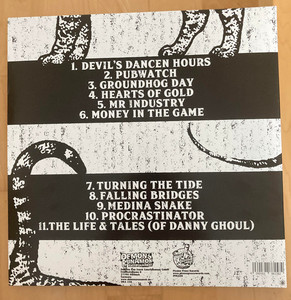 1. DEVIL'S DANCEN HOURS
2. PUBWATCH
3. GROUNDHOG DAY
4. HEARTS OF GOLD
5. MR INDUSTRY
6. MONEY IN THE GAME
7. TURNING THE TIDE
8. FALLING BRIDGES
9. MEDINA SNAKE
10. PROCRASTINATOR
11.THE LIFE & TALES (OF DANNY GHOUL)